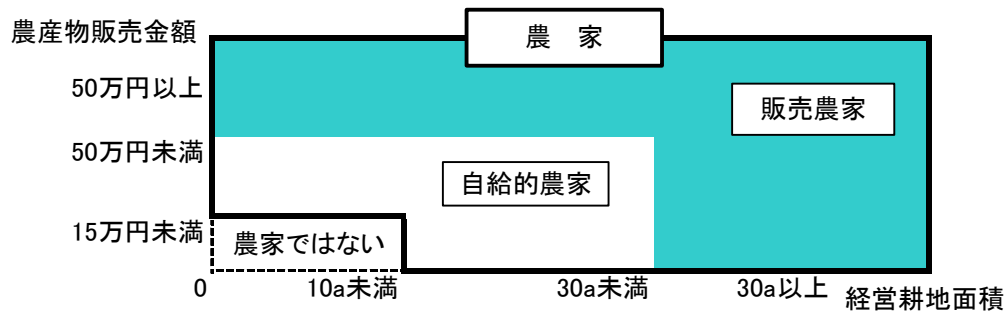 農産物販売金額
農　家
50万円以上
販売農家
50万円未満
自給的農家
15万円未満
農家ではない
0
10a未満
30a未満
30a以上
経営耕地面積